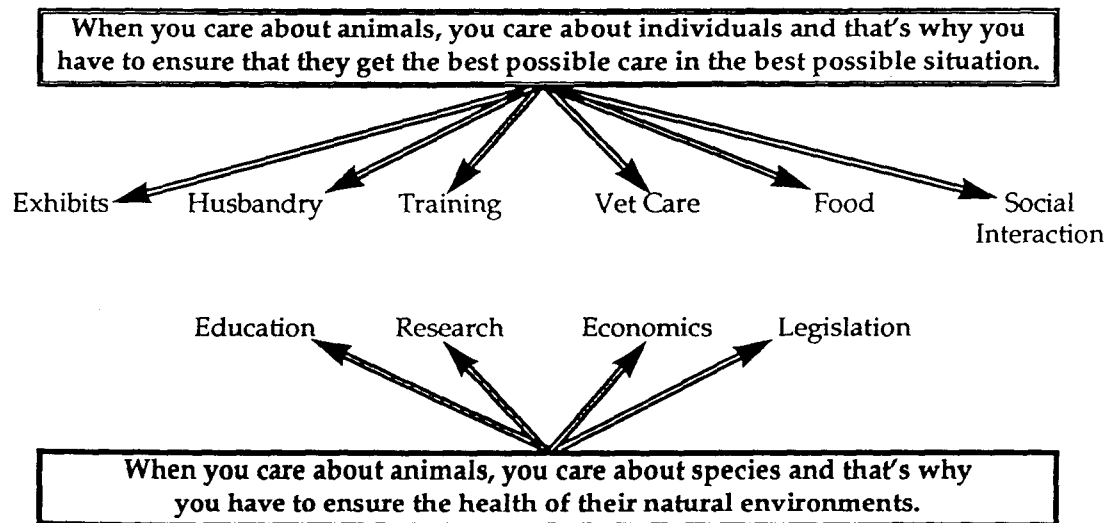 When you care about animals, you care about individuals and that's why you
have to ensure that they get the best possible care in the best possible situation.
Exhibits Husbandry Training Vet Care Food Social
Interaction
Education Research Economics Legislation
When you care about animals, you care about species and that's why
you have to ensure the health of their natural environments.